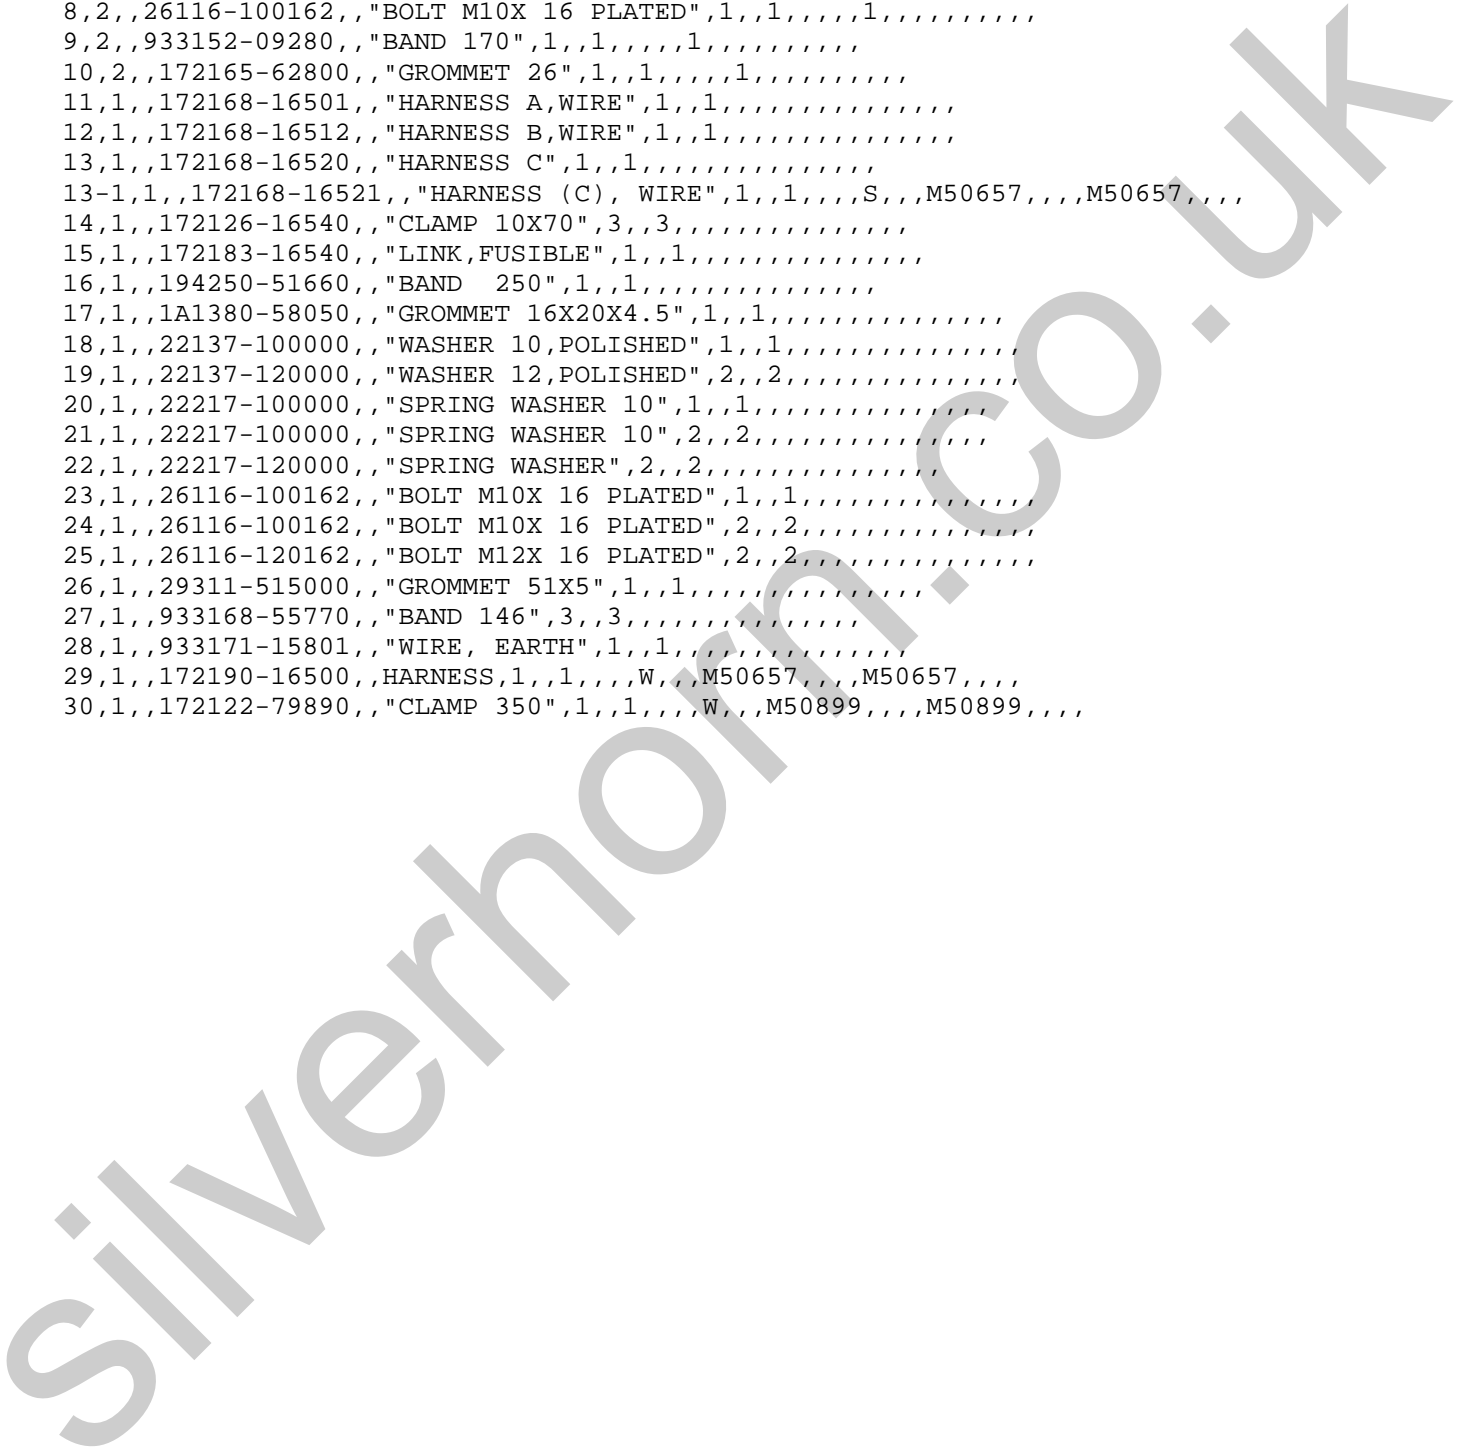 8,2,,26116-100162,,"BOLT M10X 16 PLATED",1,,1,,,,,1,,,,,,,,,,
9,2,,933152-09280,,"BAND 170",1,,1,,,,,1,,,,,,,,,,
10,2,,172165-62800,,"GROMMET 26",1,,1,,,,,1,,,,,,,,,,
11,1,,172168-16501,,"HARNESS A,WIRE",1,,1,,,,,,,,,,,,,,,
12,1,,172168-16512,,"HARNESS B,WIRE",1,,1,,,,,,,,,,,,,,,
13,1,,172168-16520,,"HARNESS C",1,,1,,,,,,,,,,,,,,,
13-1,1,,172168-16521,,"HARNESS (C), WIRE",1,,1,,,,S,,,M50657,,,,M50657,,,,
14,1,,172126-16540,,"CLAMP 10X70",3,,3,,,,,,,,,,,,,,,
15,1,,172183-16540,,"LINK,FUSIBLE",1,,1,,,,,,,,,,,,,,,
16,1,,194250-51660,,"BAND  250",1,,1,,,,,,,,,,,,,,,
17,1,,1A1380-58050,,"GROMMET 16X20X4.5",1,,1,,,,,,,,,,,,,,,
18,1,,22137-100000,,"WASHER 10,POLISHED",1,,1,,,,,,,,,,,,,,,
19,1,,22137-120000,,"WASHER 12,POLISHED",2,,2,,,,,,,,,,,,,,,
20,1,,22217-100000,,"SPRING WASHER 10",1,,1,,,,,,,,,,,,,,,
21,1,,22217-100000,,"SPRING WASHER 10",2,,2,,,,,,,,,,,,,,,
22,1,,22217-120000,,"SPRING WASHER",2,,2,,,,,,,,,,,,,,,
23,1,,26116-100162,,"BOLT M10X 16 PLATED",1,,1,,,,,,,,,,,,,,,
24,1,,26116-100162,,"BOLT M10X 16 PLATED",2,,2,,,,,,,,,,,,,,,
25,1,,26116-120162,,"BOLT M12X 16 PLATED",2,,2,,,,,,,,,,,,,,,
26,1,,29311-515000,,"GROMMET 51X5",1,,1,,,,,,,,,,,,,,,
27,1,,933168-55770,,"BAND 146",3,,3,,,,,,,,,,,,,,,
28,1,,933171-15801,,"WIRE, EARTH",1,,1,,,,,,,,,,,,,,,
29,1,,172190-16500,,HARNESS,1,,1,,,,W,,,M50657,,,,M50657,,,,
30,1,,172122-79890,,"CLAMP 350",1,,1,,,,W,,,M50899,,,,M50899,,,,
silverhorn.co.uk